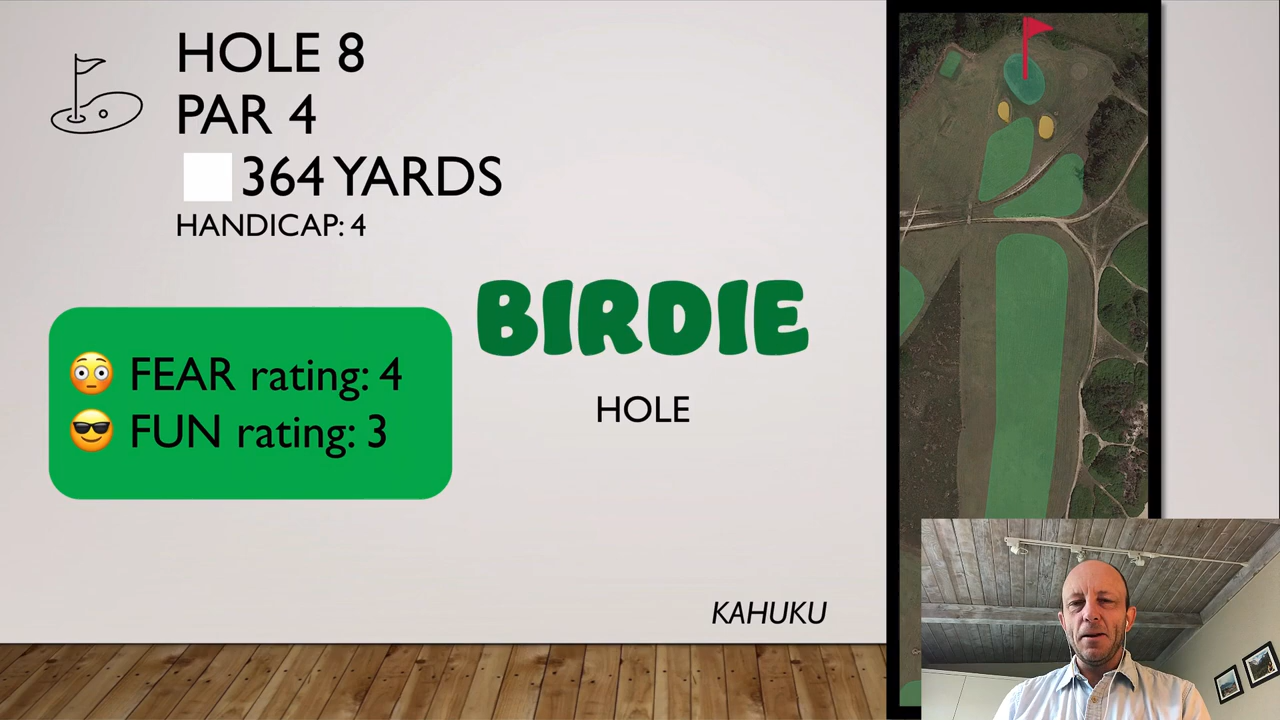 HOLE 8
PAR 4
364 YARDS
HANDICAP: 4
FEAR rating: 4
FUN rating: 3
BIRDIE
HOLE
KAHUKU